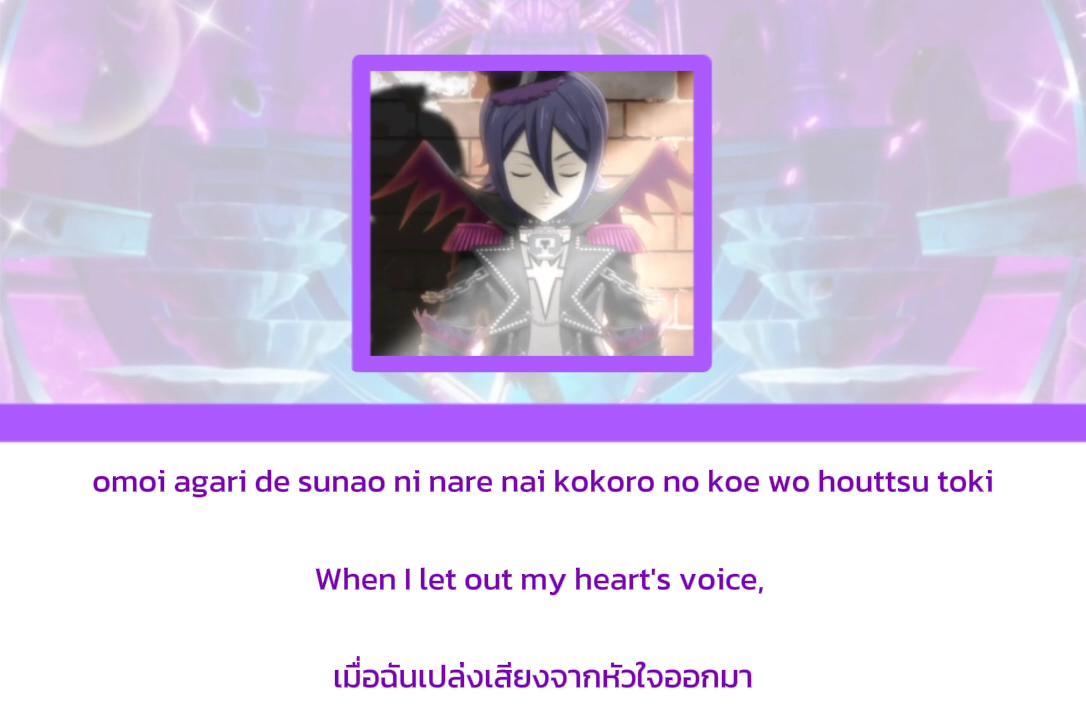 omoi agari de sunao ni nare nai kokoro no koe wo houttsu toki
When I let out my heart's voice,
เมื่อฉันเปล่งเสียงจากหัวใจออกมา